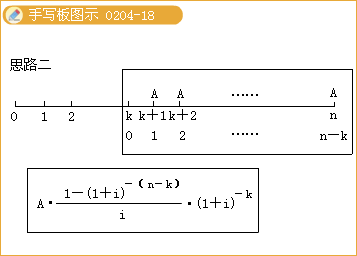 手写板图示 0204-18
思路二
A A …… A
0 1 2 k k+1 k+2 n
0 1 2 …… n-k
A·\frac{1-(1+i)^{-(n-k)}}{i}·(1+i)^{-k}